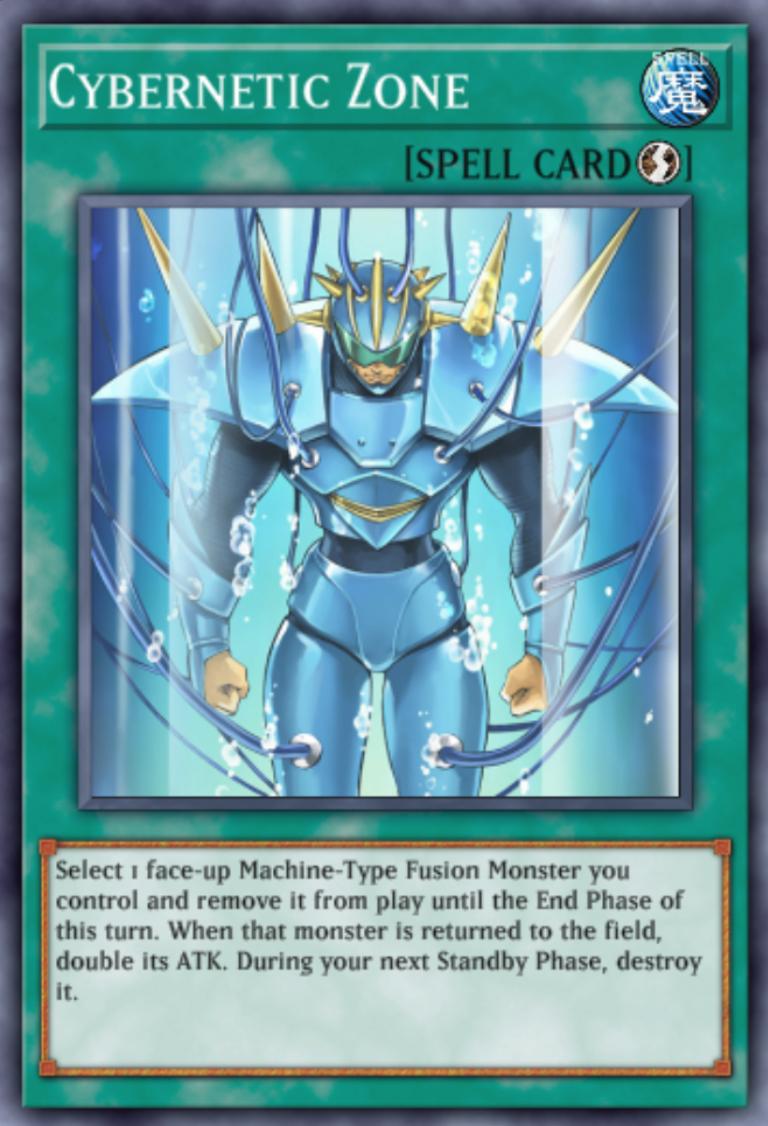 Cybernetic Zone
SPELL
魔
[SPELL CARD]
Select 1 face-up Machine-Type Fusion Monster you
control and remove it from play until the End Phase of
this turn. When that monster is returned to the field,
double its ATK. During your next Standby Phase, destroy
it.